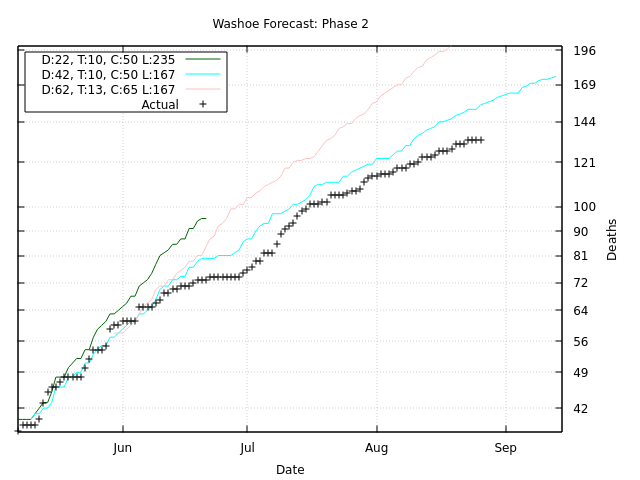 Washoe Forecast: Phase 2
D:22, T:10, C:50 L:235
D:42, T:10, C:50 L:167
D:62, T:13, C:65 L:167
Actual
196
169
144
121
100
90
81
72
64
56
49
42
Deaths
Jun Jul Aug Sep
Date